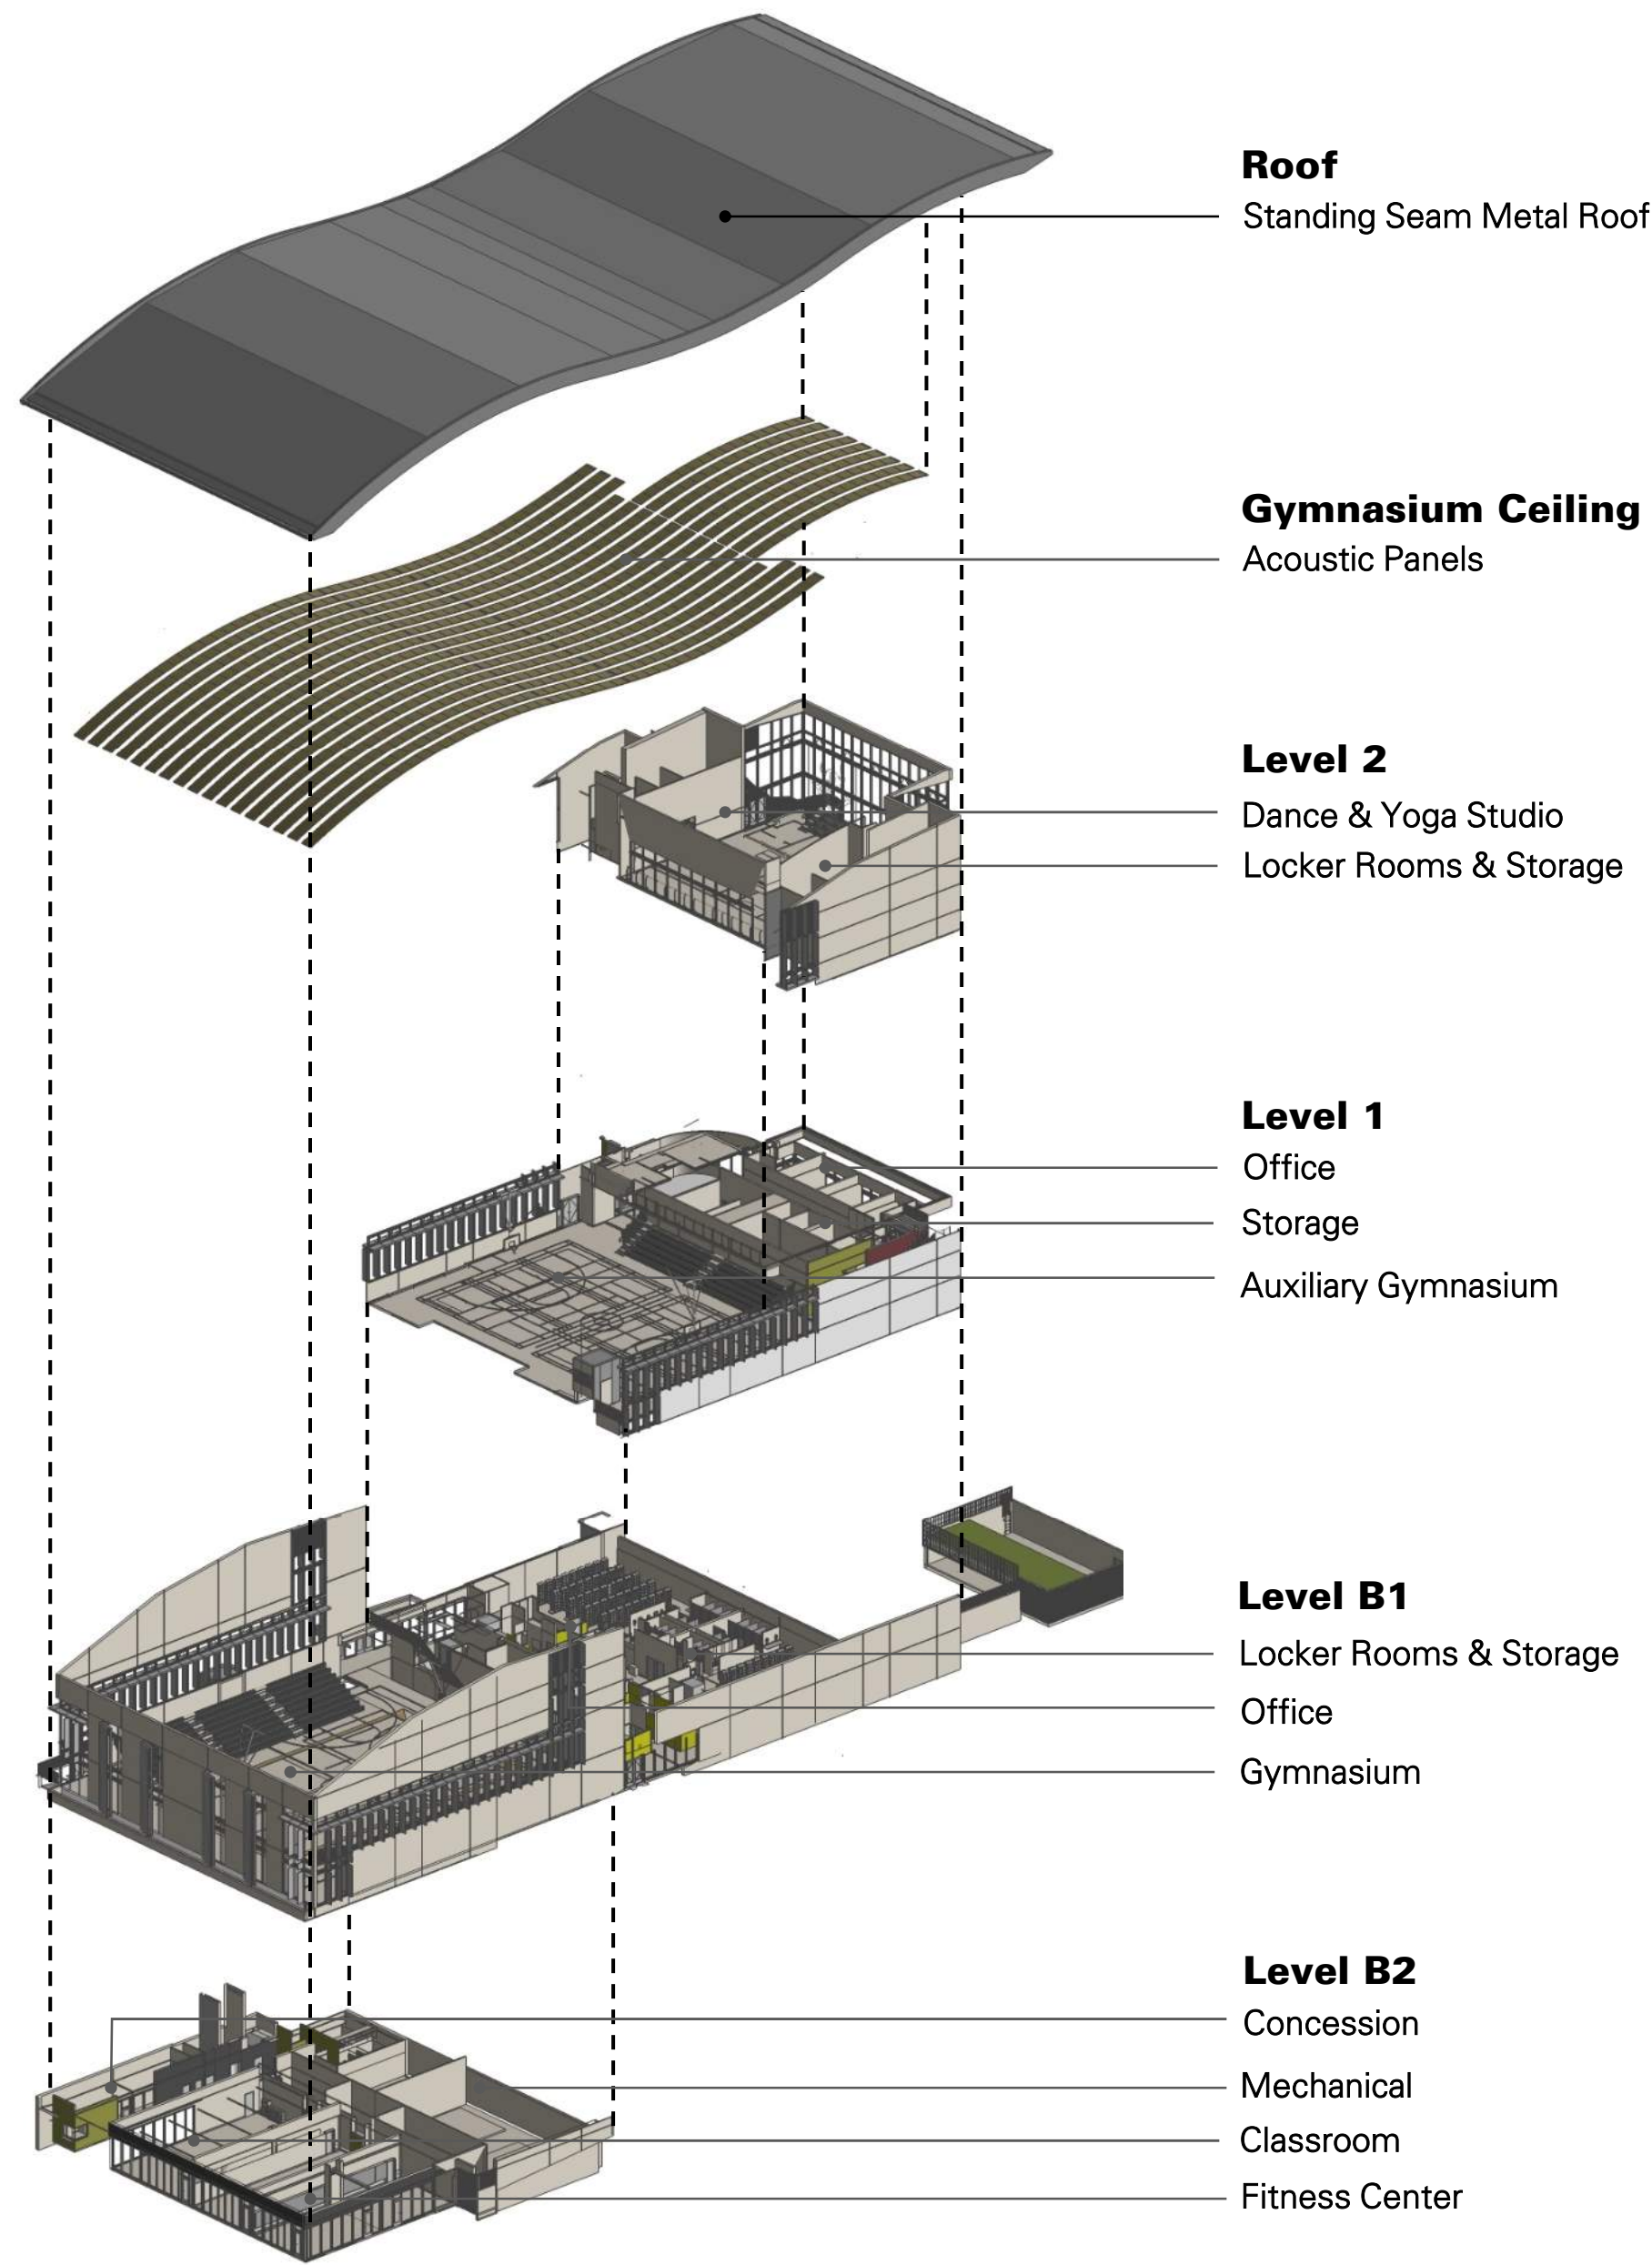 Roof
Standing Seam Metal Roof
Gymnasium Ceiling
Acoustic Panels
Level 2
Dance & Yoga Studio
Locker Rooms & Storage
Level 1
Office
Storage
Auxiliary Gymnasium
Level B1
Locker Rooms & Storage
Office
Gymnasium
Level B2
Concession
Mechanical
Classroom
Fitness Center